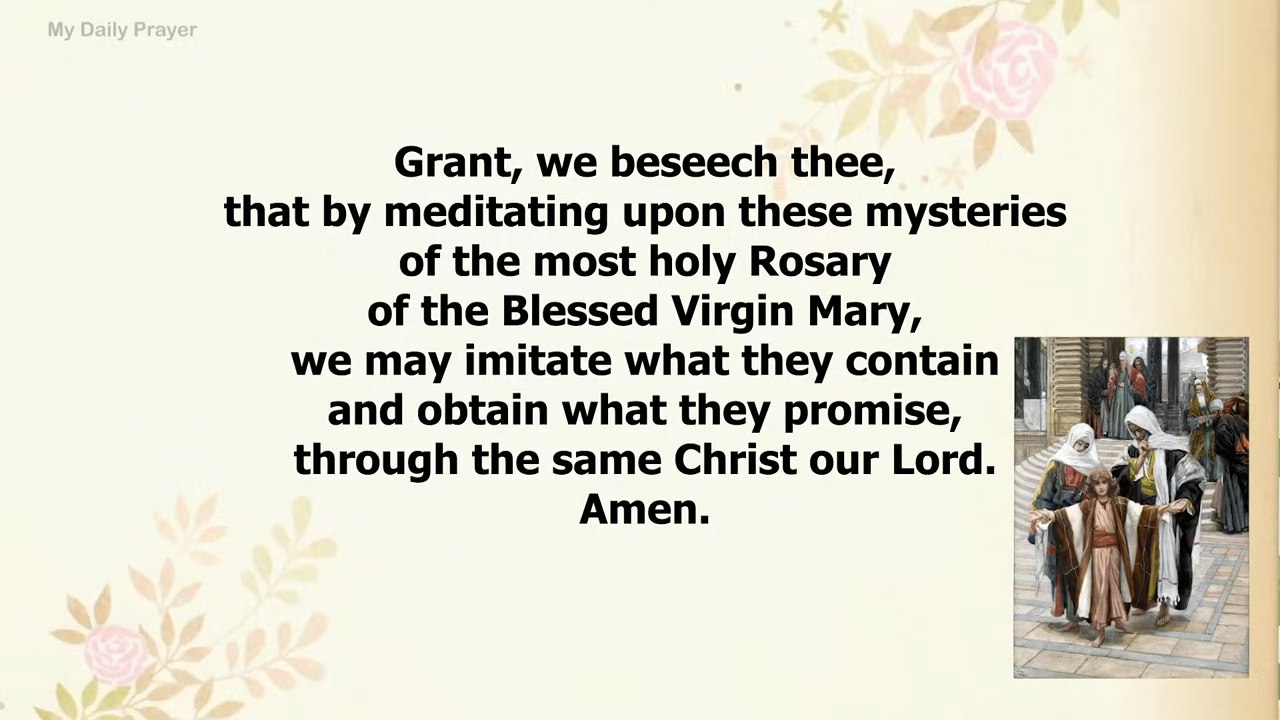 My Daily Prayer
Grant, we beseech thee,
that by meditating upon these mysteries
of the most holy Rosary
of the Blessed Virgin Mary,
we may imitate what they contain
and obtain what they promise,
through the same Christ our Lord.
Amen.